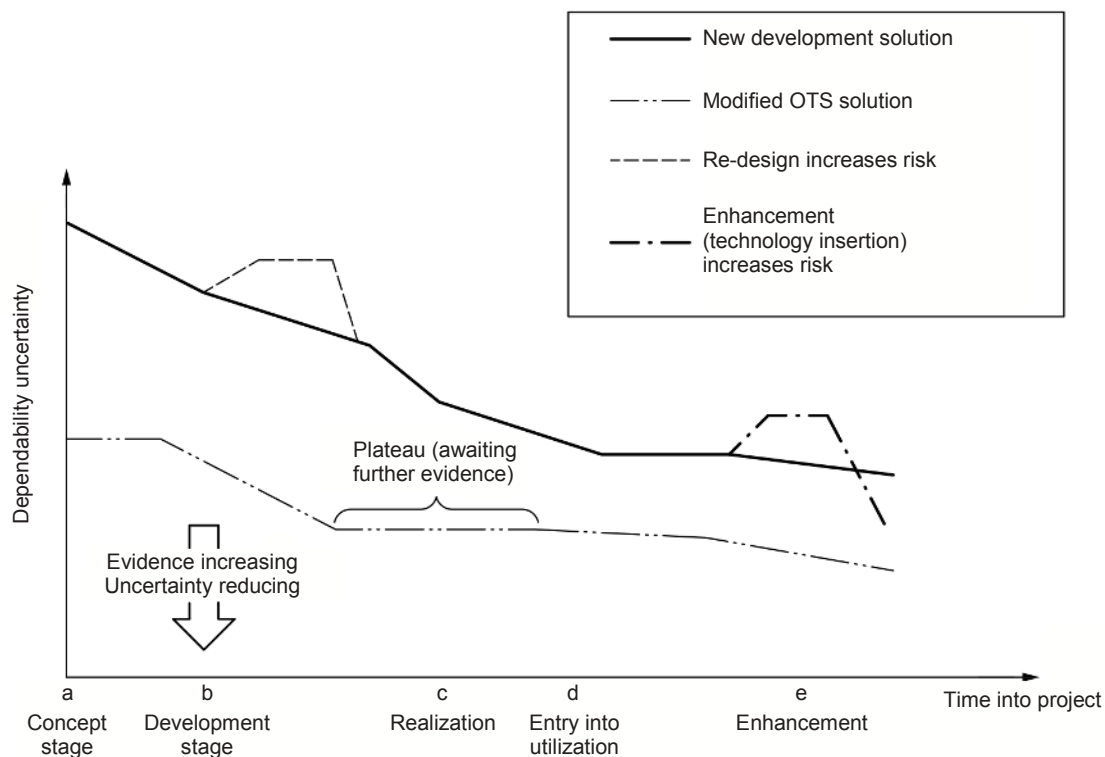 New development solution
Modified OTS solution
Re-design increases risk
Enhancement
(technology insertion)
increases risk
Dependability uncertainty
Plateau (awaiting
further evidence)
Evidence increasing
Uncertainty reducing
a
b
c
d
e
Time into project
Concept
stage
Development
stage
Realization
Entry into
utilization
Enhancement